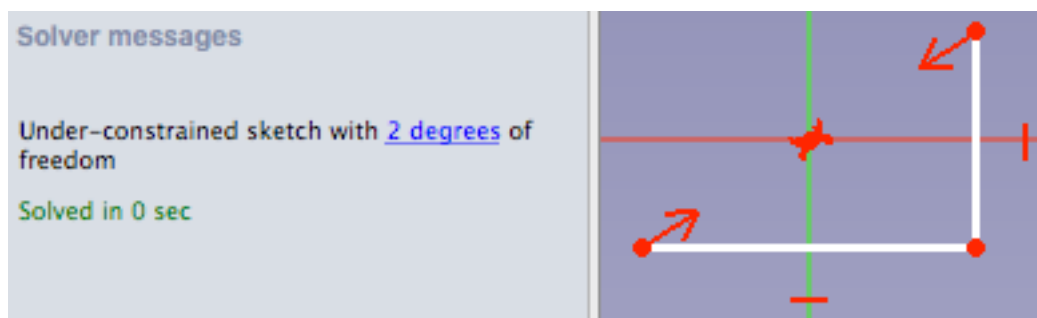 Solver messages
Under-constrained sketch with 2 degrees of
freedom
Solved in 0 sec